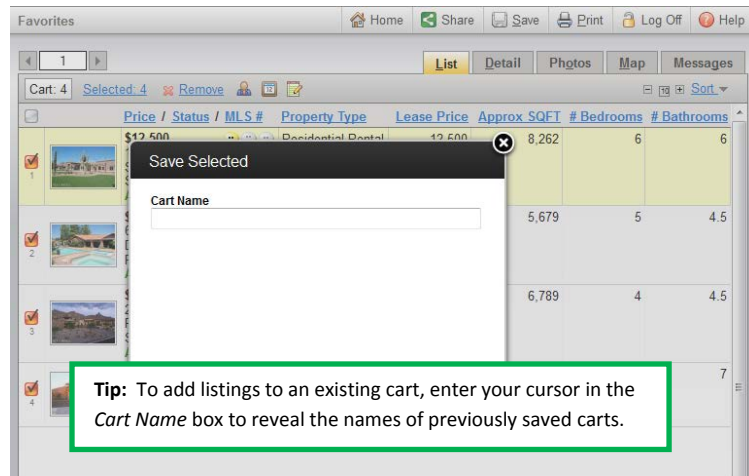 Favorites Home Share Save Print Log Off Help
1 List Detail Photos Map Messages
Cart: 4 Selected: 4 Remove 10 Sort
Price / Status / MLS # Property Type Lease Price Approx SQFT # Bedrooms # Bathrooms
$12,500 Residential Rental 12,600 8,262 6 6
1
Save Selected
Cart Name
5,679 5 4.5
2
6,789 4 4.5
3
7
4
Tip: To add listings to an existing cart, enter your cursor in the
Cart Name box to reveal the names of previously saved carts.